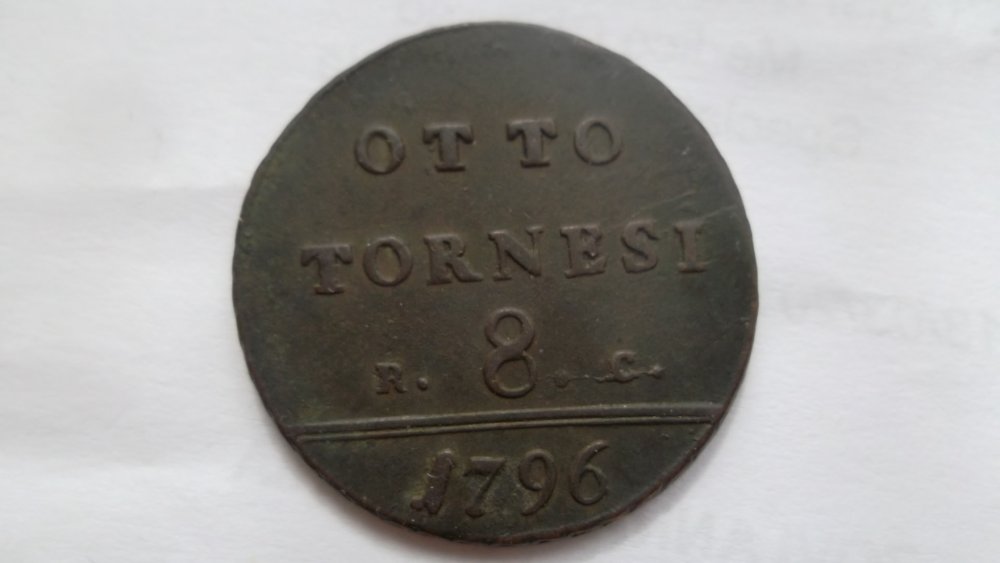 OTTO
TORNESI
R. 8. C.
1796